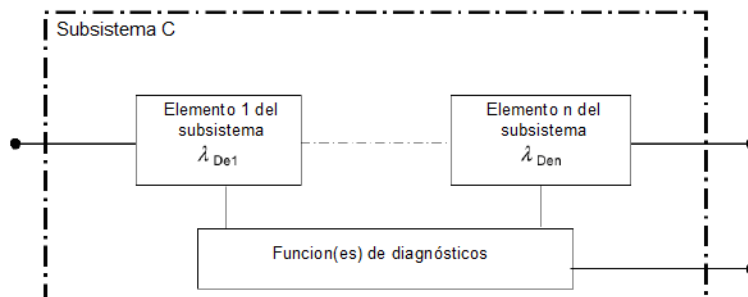 Subsistema C
Elemento 1 del
subsistema
λ De1
Elemento n del
subsistema
λ Den
Funcion(es) de diagnósticos